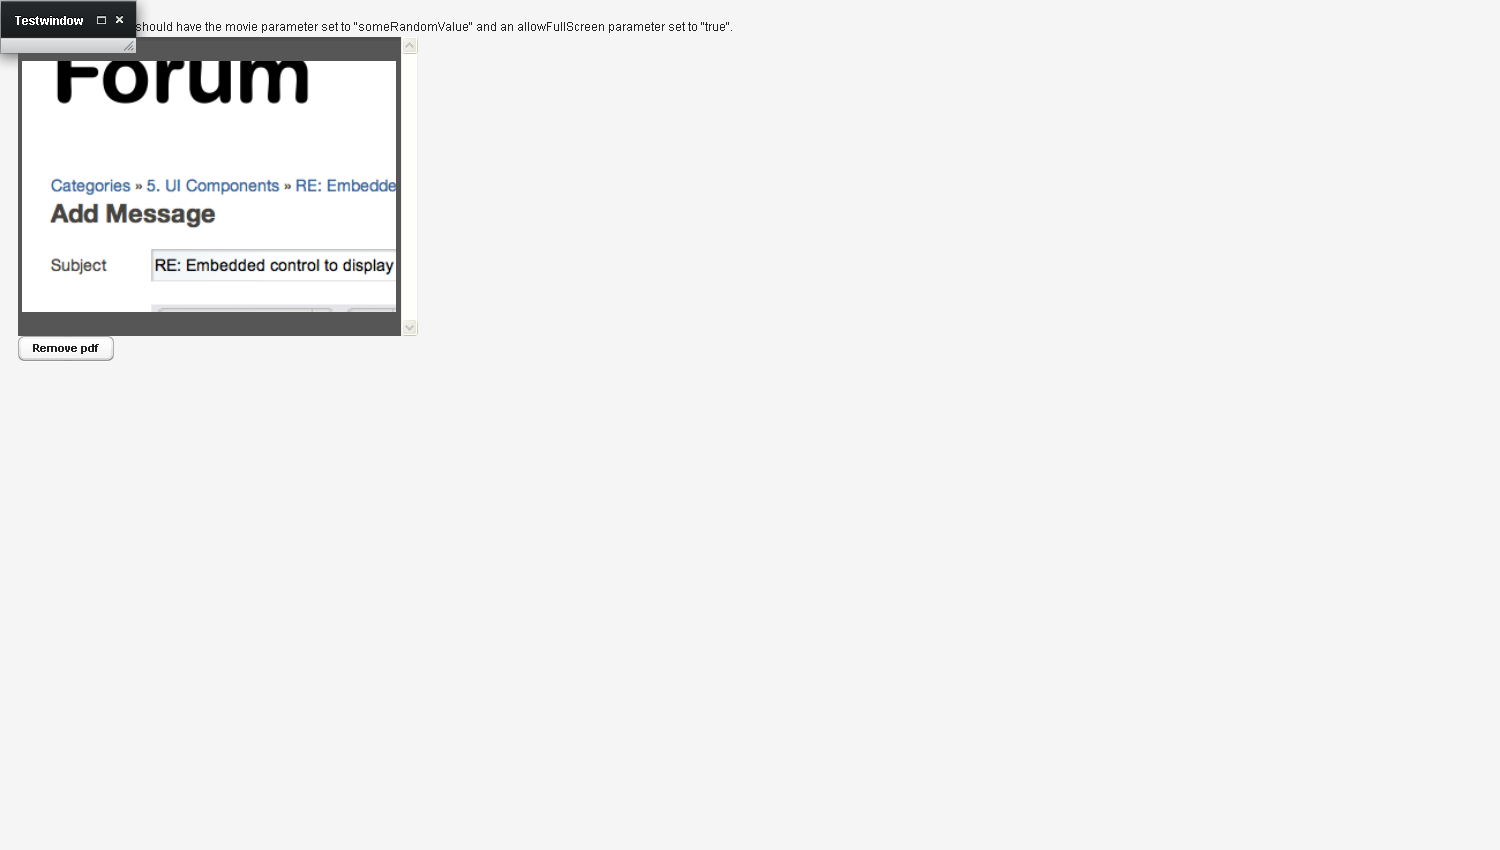 Testwindow
should have the movie parameter set to "someRandomValue" and an allowFullScreen parameter set to "true".
Forum
Categories » 5. UI Components » RE: Embedde
Add Message
Subject
RE: Embedded control to display
Remove pdf